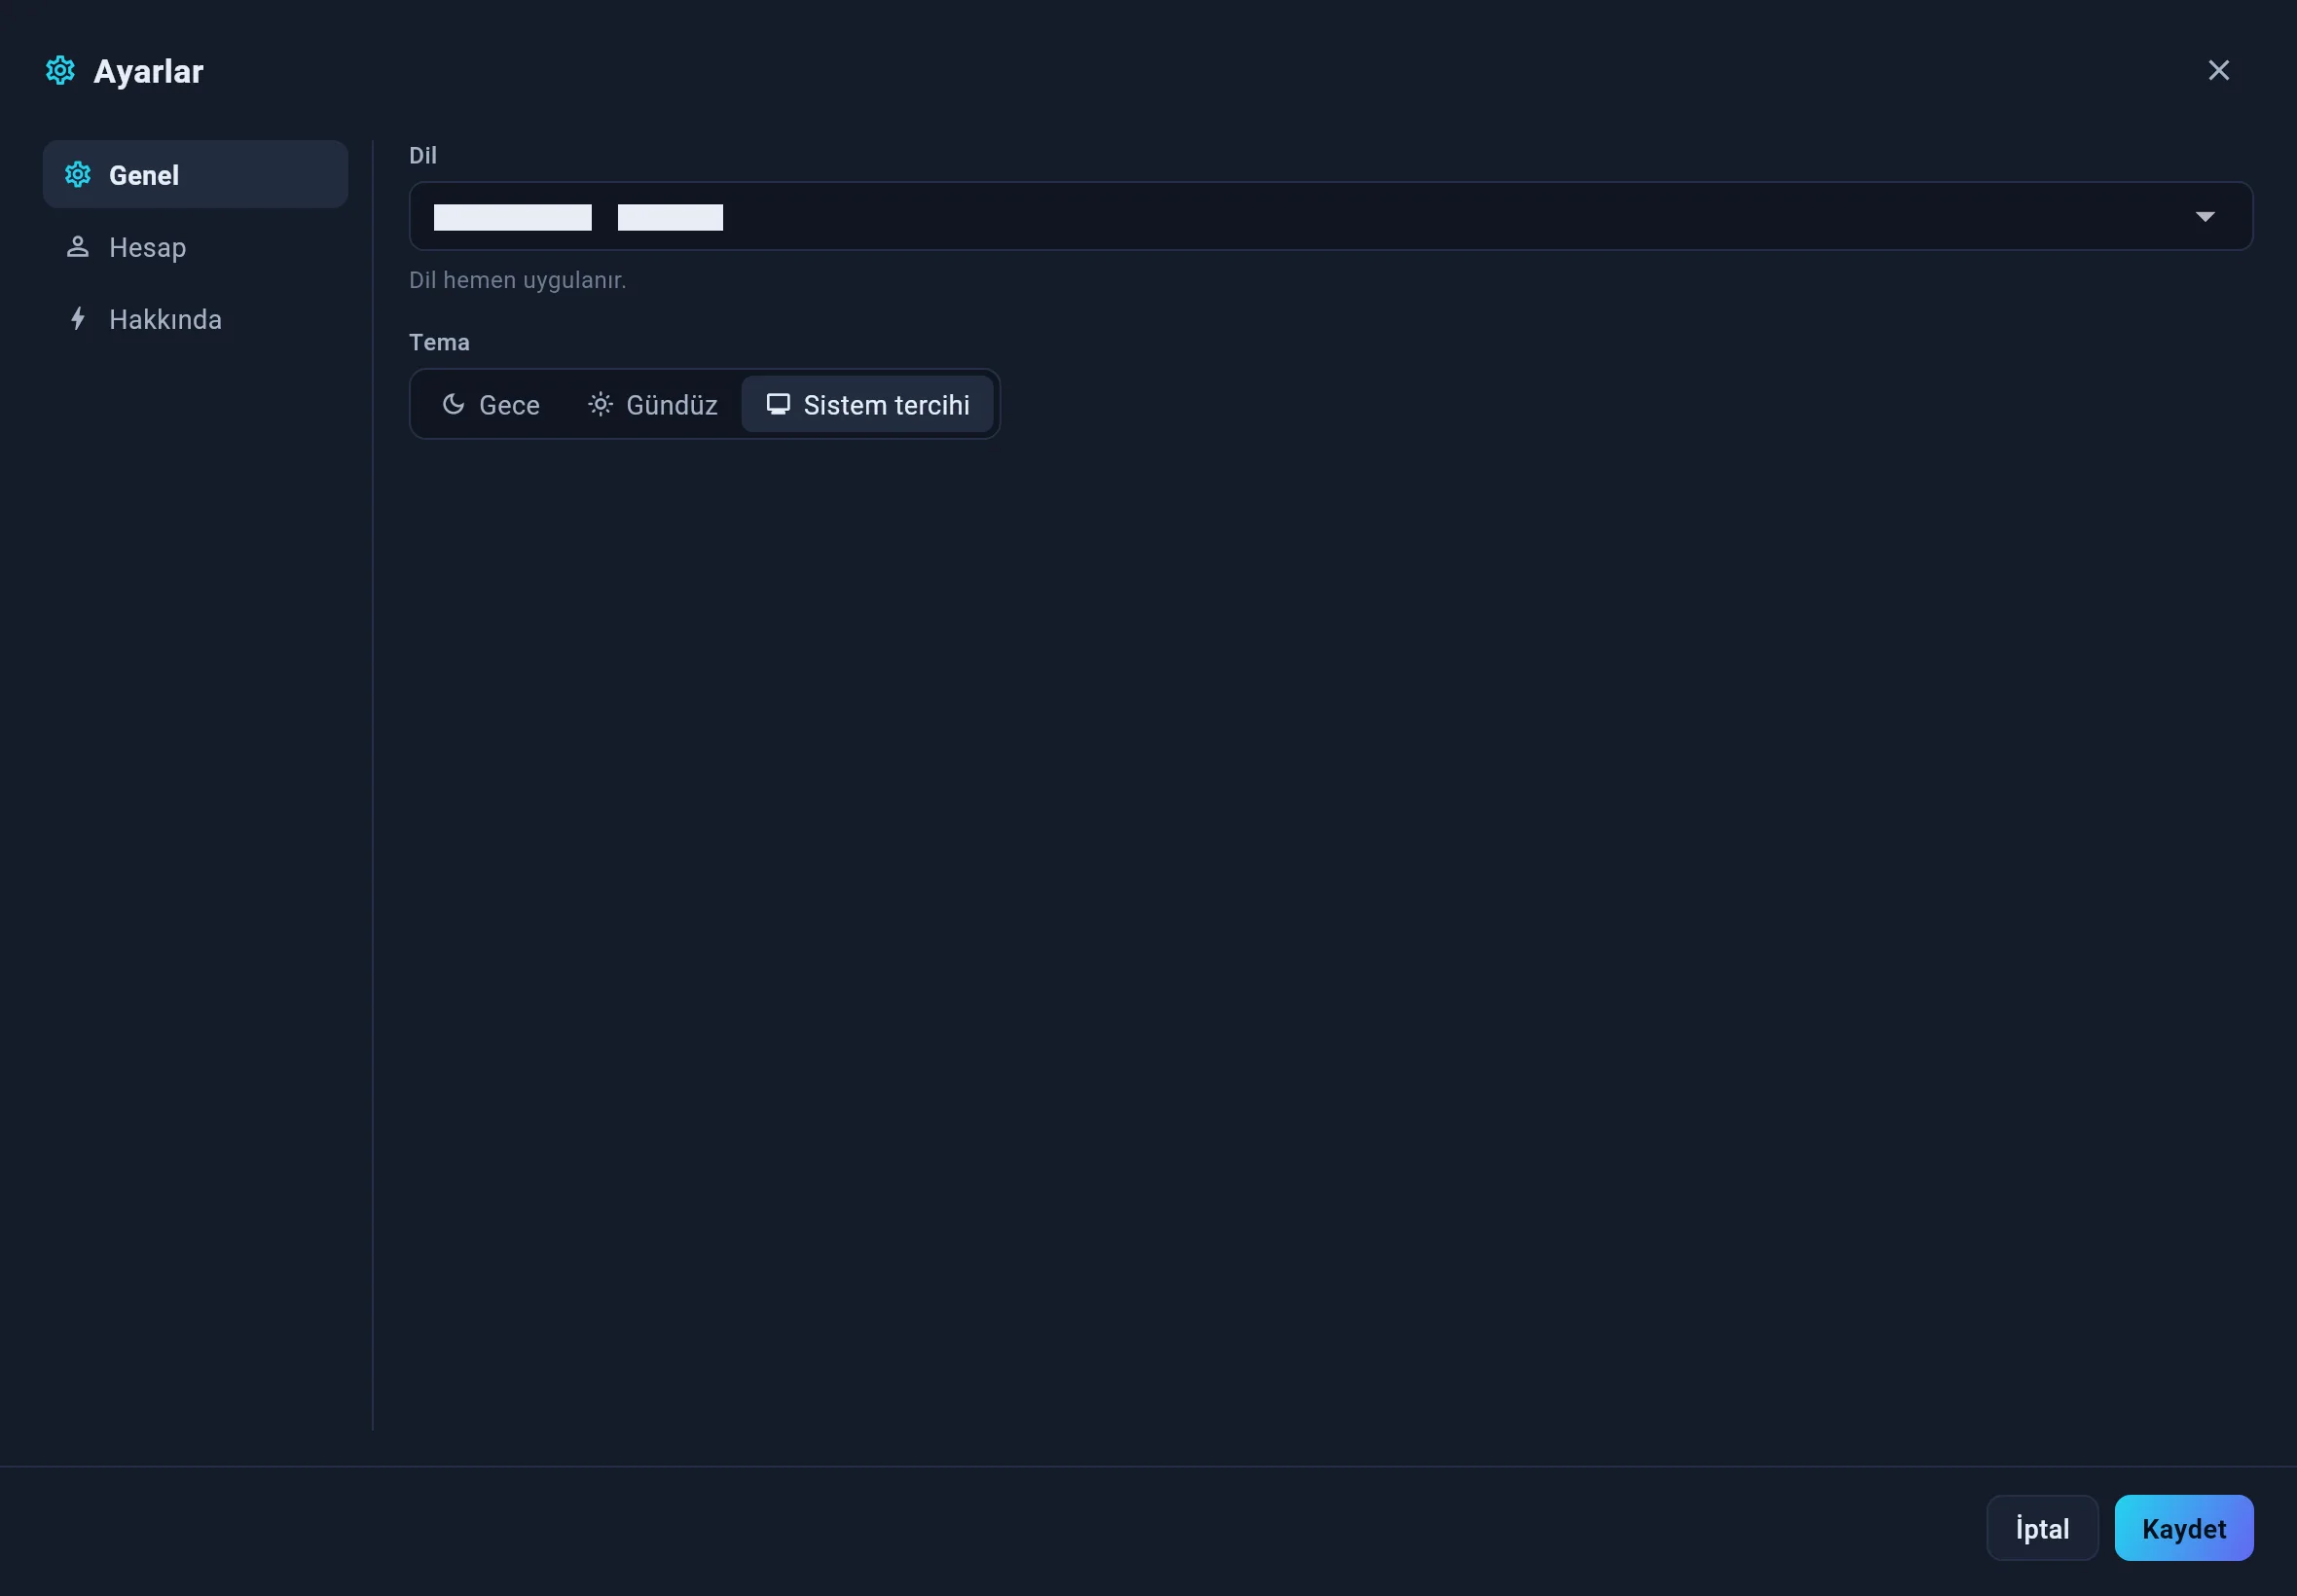 Ayarlar
Genel
Hesap
Hakkında
Dil
Dil hemen uygulanır.
Tema
Gece
Gündüz
Sistem tercihi
İptal
Kaydet